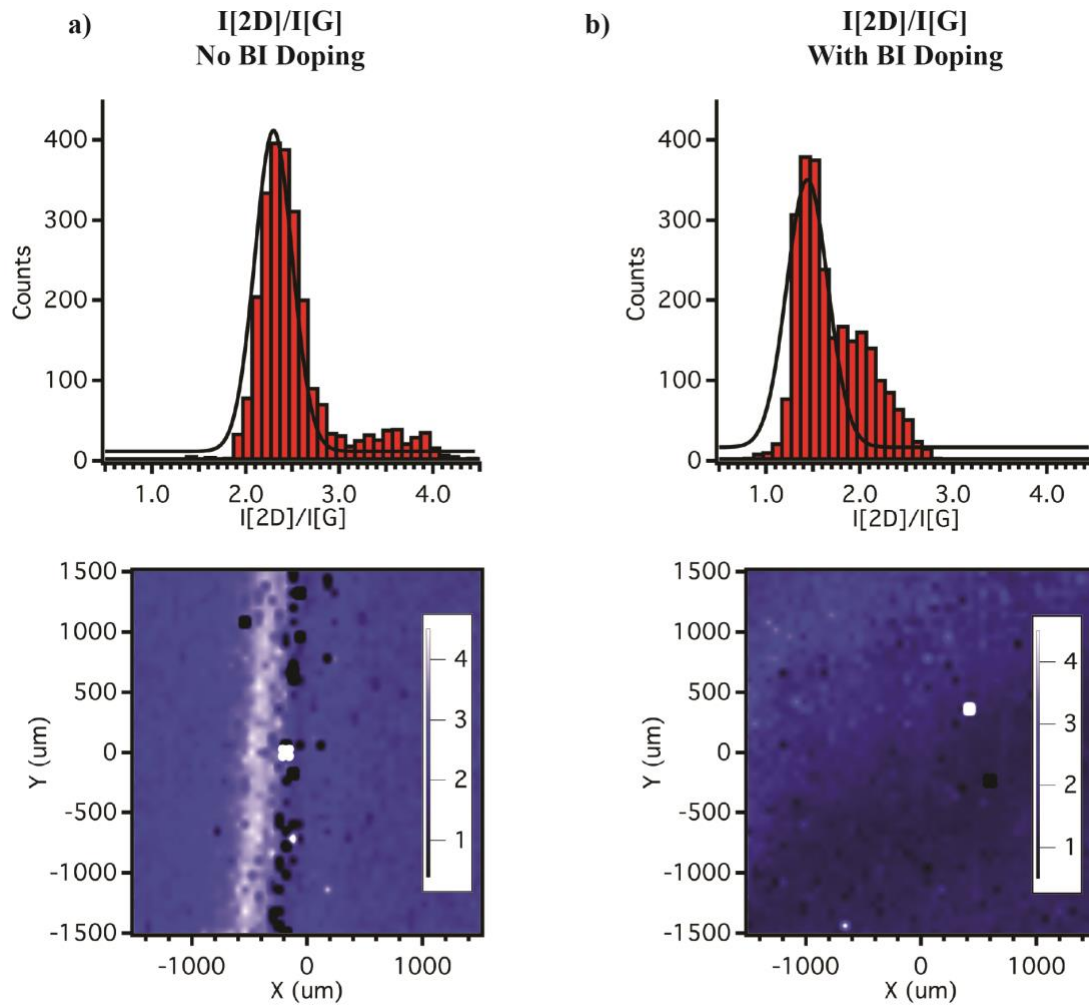 a)
I[2D]/I[G]
No BI Doping
b)
I[2D]/I[G]
With BI Doping
400
300
200
100
0
Counts
1.0 2.0 3.0 4.0
I[2D]/I[G]
400
300
200
100
0
Counts
1.0 2.0 3.0 4.0
I[2D]/I[G]
1500
1000
500
0
-500
-1000
-1500
Y (um)
4
3
2
1
-1000 0 1000
X (um)
1500
1000
500
0
-500
-1000
-1500
Y (um)
4
3
2
1
-1000 0 1000
X (um)